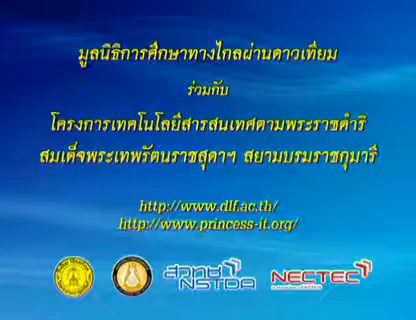 มูลนิธิการศึกษาทางไกลผ่านดาวเทียม
ร่วมกับ
โครงการเทคโนโลยีสารสนเทศตามพระราชดำริ
สมเด็จพระเทพรัตนราชสุดาฯ สยามบรมราชกุมารี
http://www.dlf.ac.th/
http://www.princess-it.org/
สวทช
NSTDA
NECTEC